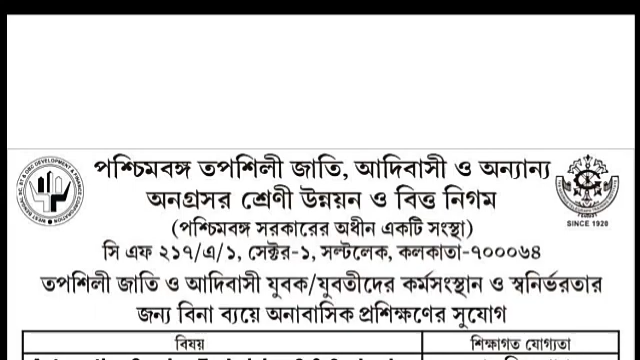 পশ্চিমবঙ্গ তপশিলী জাতি, আদিবাসী ও অন্যান্য
অনগ্রসর শ্রেণী উন্নয়ন ও বিত্ত নিগম
(পশ্চিমবঙ্গ সরকারের অধীন একটি সংস্থা)
SINCE 1920
সি এফ ২১৭/এ/১, সেক্টর-১, সল্টলেক, কলকাতা-৭০০০৬৪
তপশিলী জাতি ও আদিবাসী যুবক/যুবতীদের কর্মসংস্থান ও স্বনির্ভরতার
জন্য বিনা ব্যয়ে অনাবাসিক প্রশিক্ষণের সুযোগ
বিষয় শিক্ষাগত যোগ্যতা